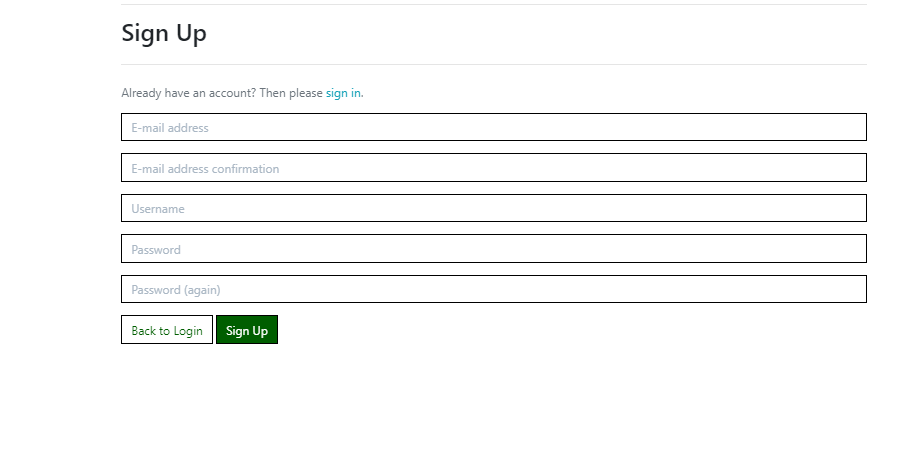 Sign Up
Already have an account? Then please sign in.
E-mail address
E-mail address confirmation
Username
Password
Password (again)
Back to Login Sign Up